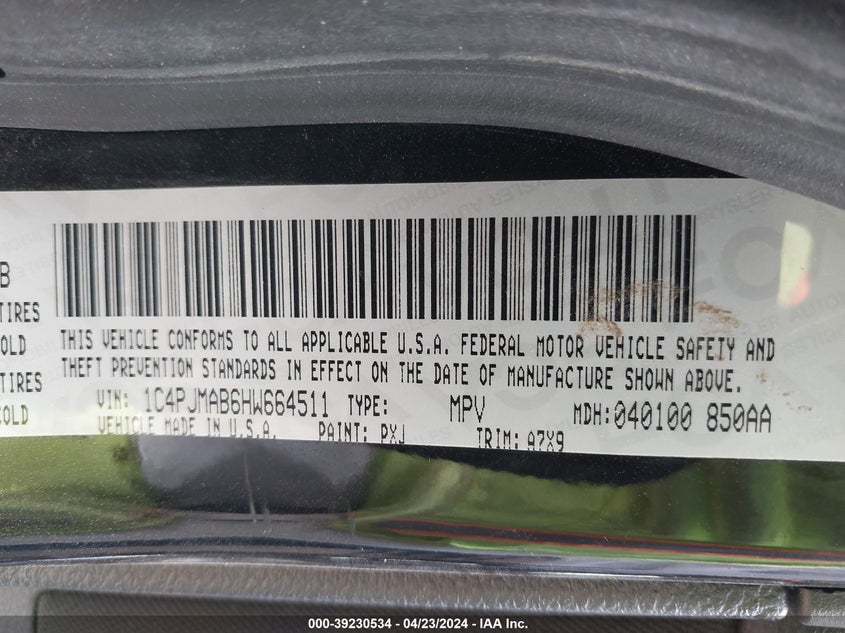 B
TIRES
OLD
TIRES
COLD
THIS VEHICLE CONFORMS TO ALL APPLICABLE U.S.A. FEDERAL MOTOR VEHICLE SAFETY AND
THEFT PREVENTION STANDARDS IN EFFECT ON THE DATE OF MANUFACTURE SHOWN ABOVE.
VIN: 1C4PJMAB6HW664511 TYPE: MPV MDH:040100 850AA
VEHICLE MADE IN U.S.A. PAINT: PXJ TRIM: A7X9
000-39230534 - 04/23/2024 - IAA Inc.